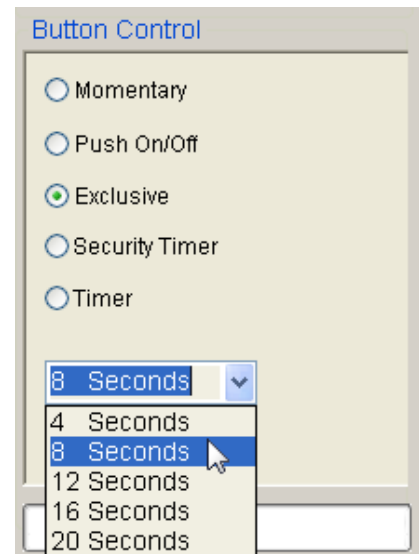 Button Control
Momentary
Push On/Off
Exclusive
Security Timer
Timer
8 Seconds
4 Seconds
8 Seconds
12 Seconds
16 Seconds
20 Seconds